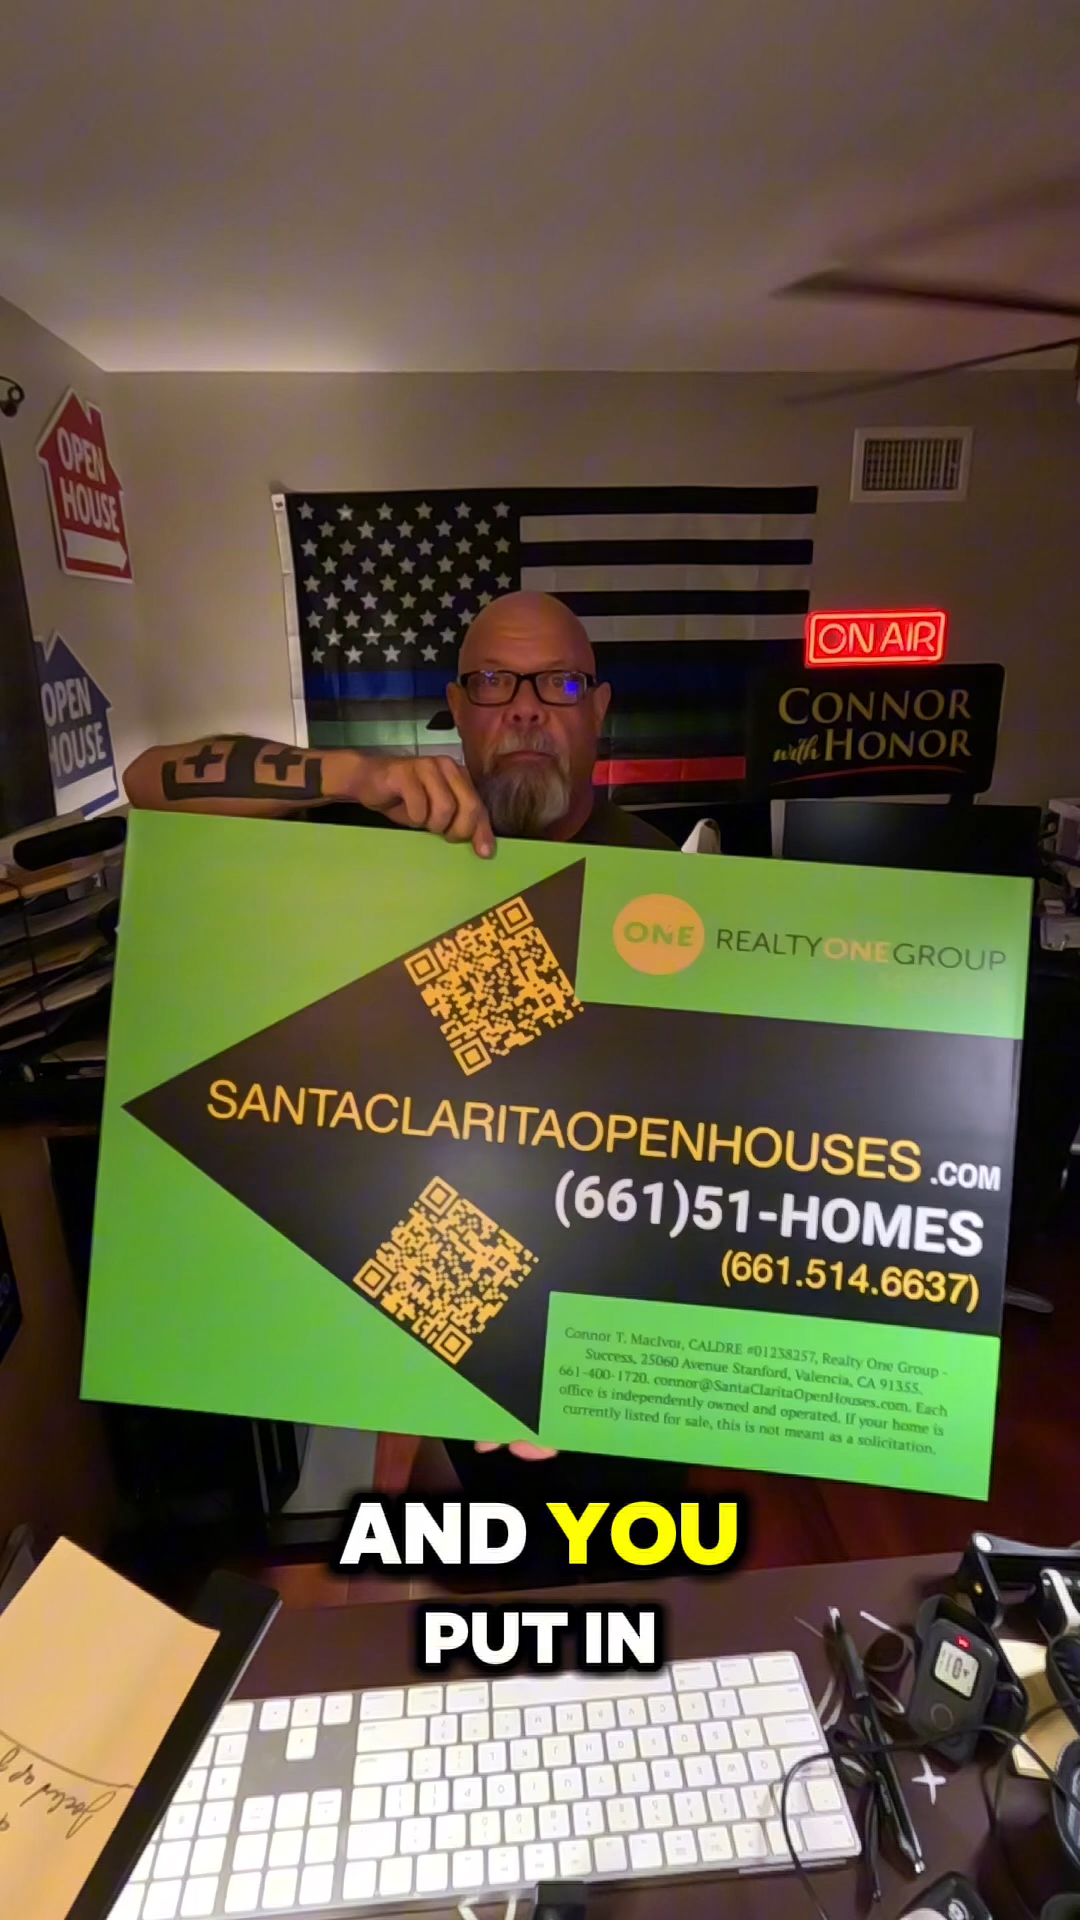 OPEN
HOUSE
OPEN
HOUSE
ON AIR
CONNOR
with HONOR
ONE
REALTYONEGROUP
SANTACLARITAOPENHOUSES.COM
(661)51-HOMES
(661.514.6637)
Connor T. MacIvor, CALDRE #01238257, Realty One Group -
Success, 25060 Avenue Stanford, Valencia, CA 91355.
661-400-1720. connor@SantaClaritaOpenHouses.com. Each
office is independently owned and operated. If your home is
currently listed for sale, this is not meant as a solicitation.
AND YOU
PUT IN